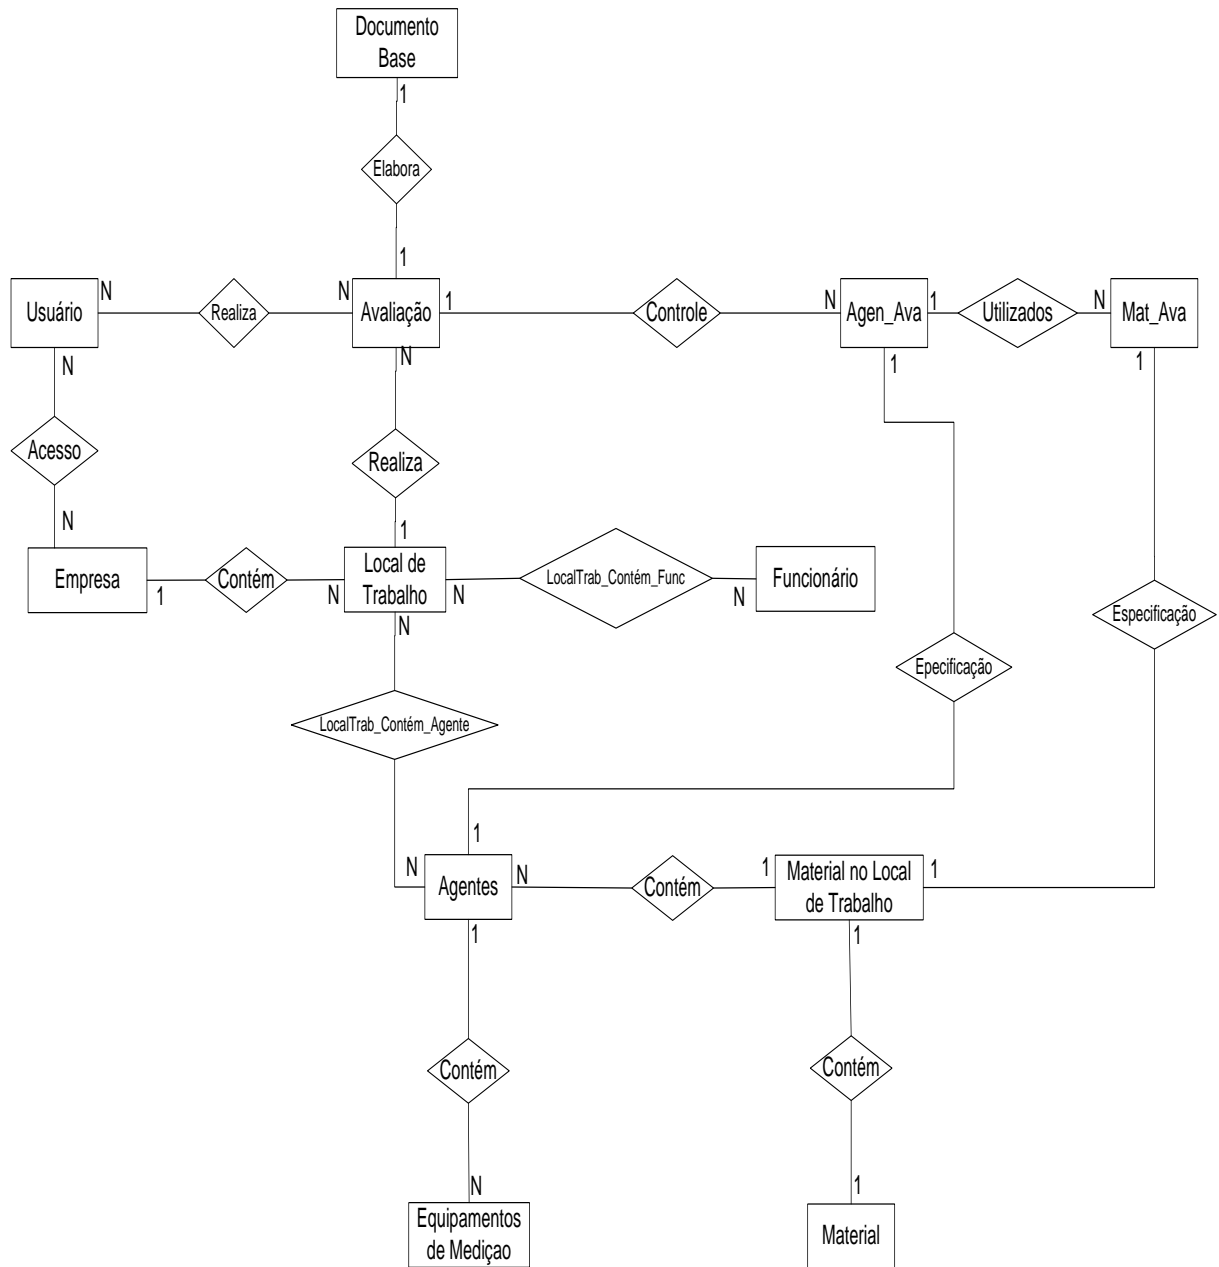 Documento
Base
1
Elabora
1
Usuário
N
Realiza
N
Avaliação
1
Controle
N
Agen_Ava
1
Utilizados
N
Mat_Ava
N
N
1
1
Acesso
Realiza
N
1
Empresa
1
Contém
N
Local de
Trabalho
N
LocalTrab_Contém_Func
N
Funcionário
N
Especificação
Epecificação
LocalTrab_Contém_Agente
1
N
Agentes
N
Contém
1
Material no Local
de Trabalho
1
1
1
Contém
Contém
N
1
Equipamentos
de Mediçao
Material